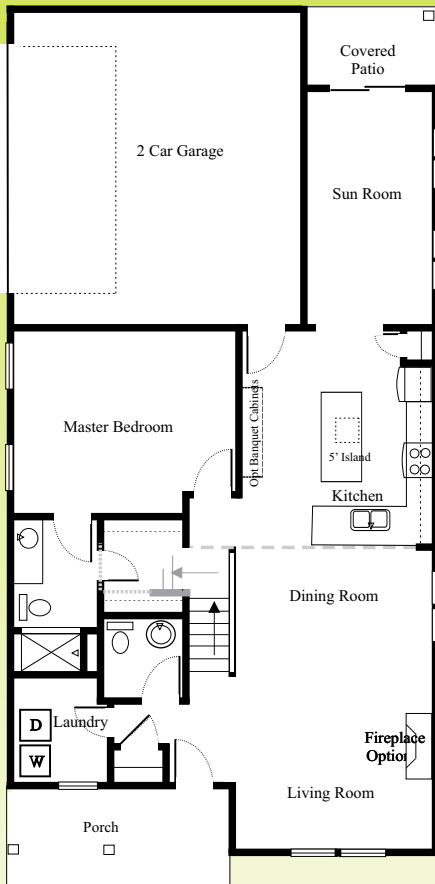 Covered
Patio
2 Car Garage
Sun Room
Opt Banquet Cabinets
Master Bedroom
5' Island
Kitchen
Dining Room
D
Laundry
W
Fireplace
Option
Living Room
Porch